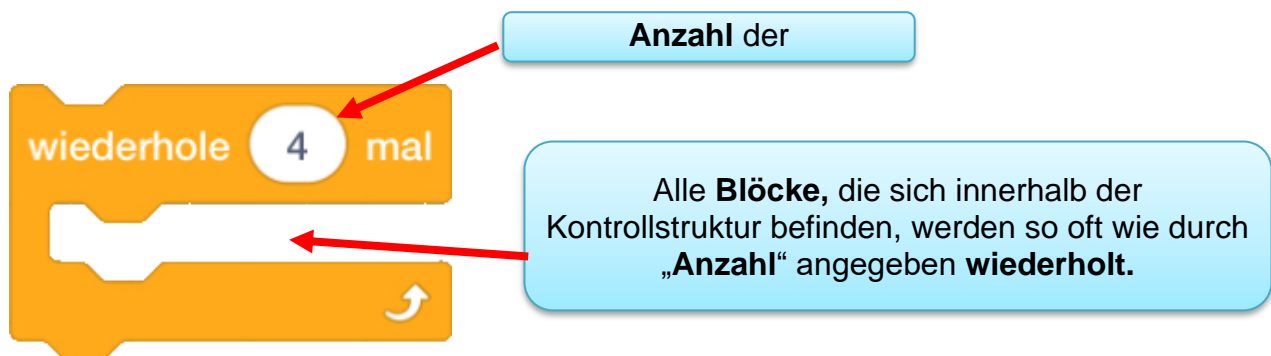 Anzahl der
wiederhole 4 mal
Alle Blöcke, die sich innerhalb der
Kontrollstruktur befinden, werden so oft wie durch
„Anzahl“ angegeben wiederholt.